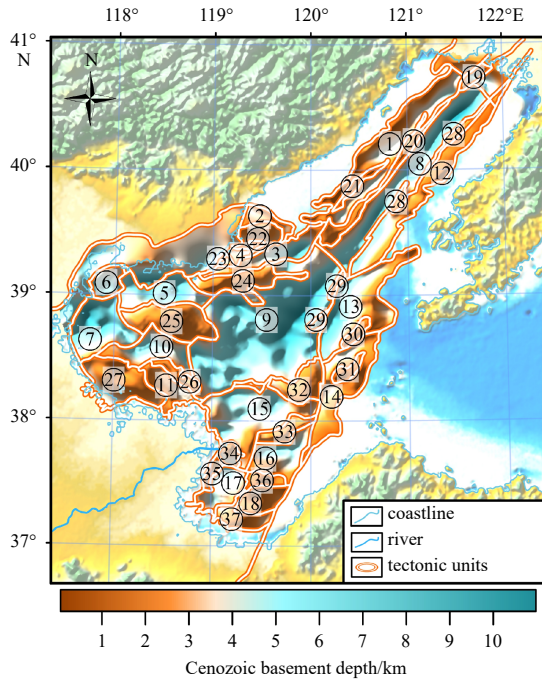 118° 119° 120° 121° 122°E
41°
N
19
1 20 28
40° 8 12
21
28
2
22
23 4 3
6 24
39° 5 29
13
25 9 29
7 30
10
31
27 11 26 32
14
38° 15
33
34
16
35 17 36
18
37
37°
coastline
river
tectonic units
1 2 3 4 5 6 7 8 9 10
Cenozoic basement depth/km